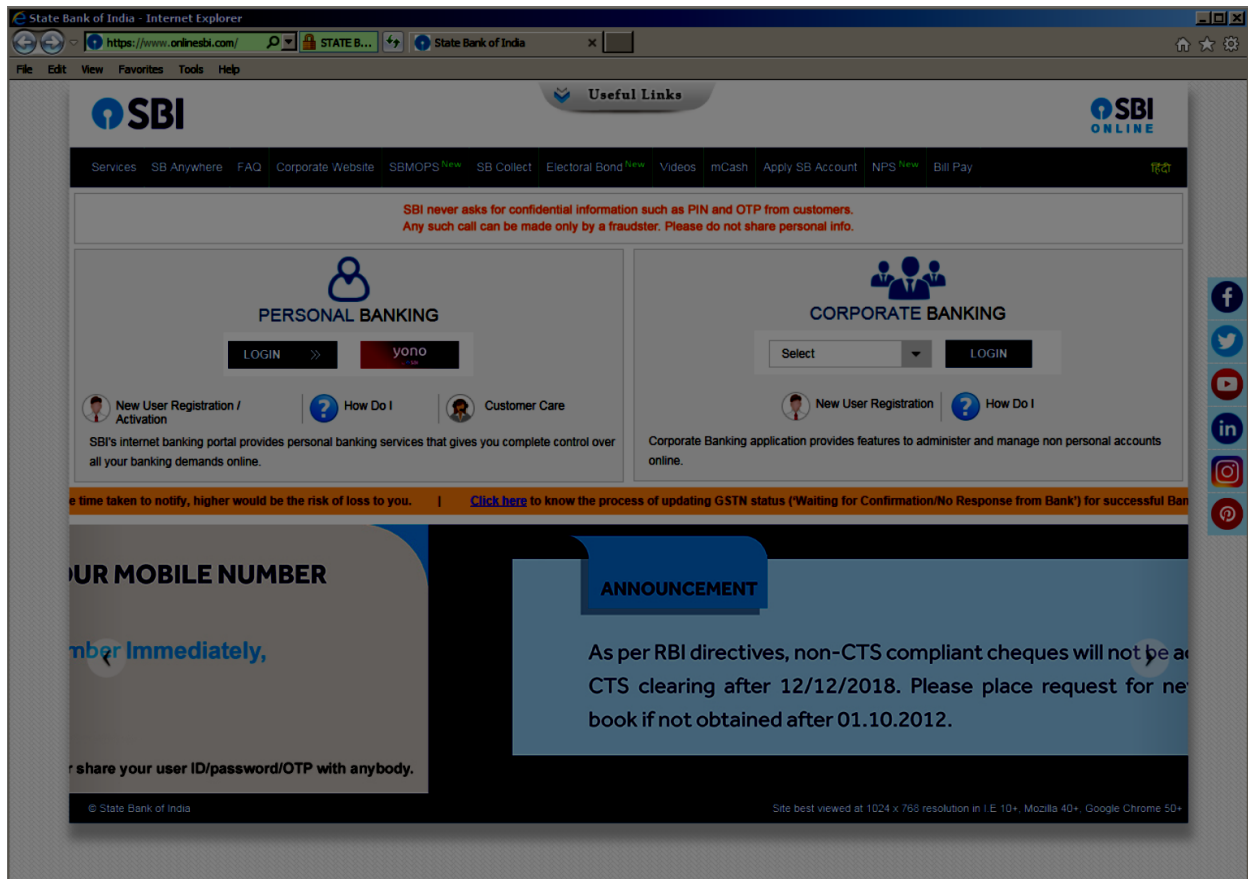 State Bank of India - Internet Explorer
https://www.onlinesbi.com/
STATE B...
State Bank of India
File Edit View Favorites Tools Help
Useful Links
SBI
SBI
ONLINE
Services SB Anywhere FAQ Corporate Website SBMOPS New SB Collect Electoral Bond New Videos mCash Apply SB Account NPS New Bill Pay हिंदी
SBI never asks for confidential information such as PIN and OTP from customers.
Any such call can be made only by a fraudster. Please do not share personal info.
PERSONAL BANKING
LOGIN
yono
New User Registration /
Activation
How Do I
Customer Care
SBI's internet banking portal provides personal banking services that gives you complete control over
all your banking demands online.
CORPORATE BANKING
Select
LOGIN
New User Registration
How Do I
Corporate Banking application provides features to administer and manage non personal accounts
online.
e time taken to notify, higher would be the risk of loss to you. | Click here to know the process of updating GSTN status ('Waiting for Confirmation/No Response from Bank') for successful Ban
OUR MOBILE NUMBER
mber Immediately,
r share your user ID/password/OTP with anybody.
ANNOUNCEMENT
As per RBI directives, non-CTS compliant cheques will not be ac
CTS clearing after 12/12/2018. Please place request for ne
book if not obtained after 01.10.2012.
© State Bank of India
Site best viewed at 1024 x 768 resolution in I.E 10+, Mozilla 40+, Google Chrome 50+